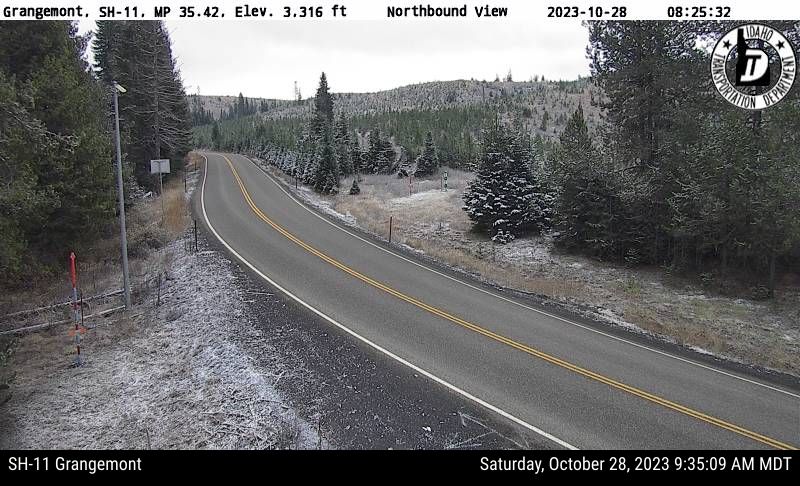 Grangemont, SH-11, MP 35.42, Elev. 3,316 ft Northbound View 2023-10-28 08:25:32
IDAHO
TRANSPORTATION DEPARTMENT
SH-11 Grangemont Saturday, October 28, 2023 9:35:09 AM MDT